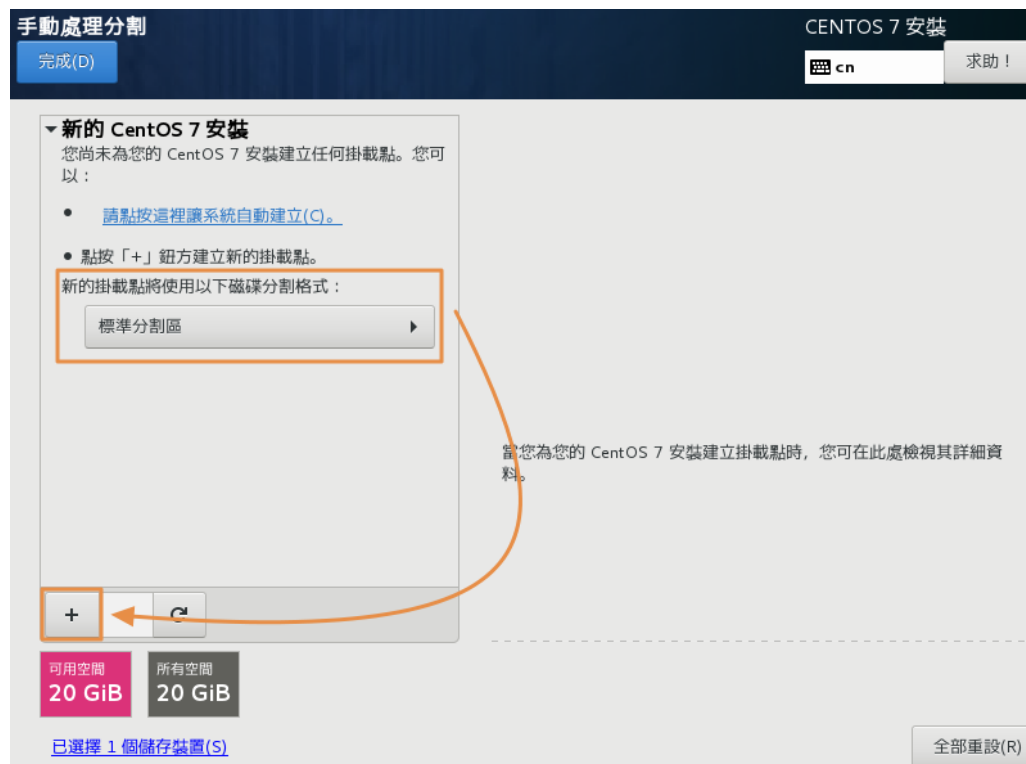 手動處理分割
CENTOS 7 安裝
完成(D)
cn
求助！
新的 CentOS 7 安裝
您尚未為您的 CentOS 7 安裝建立任何掛載點。您可
以：
• 請點按這裡讓系統自動建立(C)。
• 點按「+」鈕方建立新的掛載點。
新的掛載點將使用以下磁碟分割格式：
標準分割區
當您為您的 CentOS 7 安裝建立掛載點時，您可在此處檢視其詳細資
料。
+
可用空間
20 GiB
所有空間
20 GiB
已選擇 1 個儲存裝置(S)
全部重設(R)